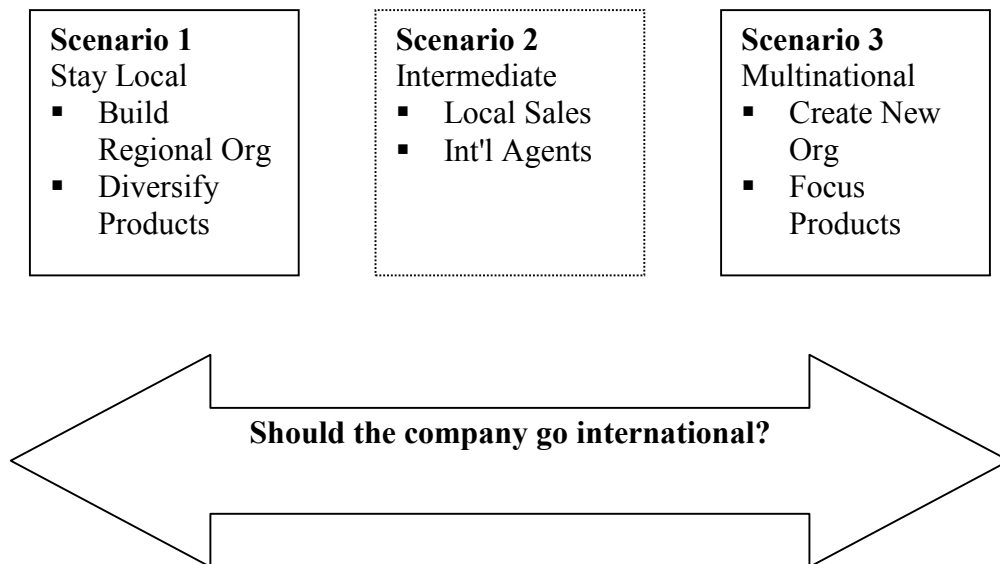 Scenario 1
Stay Local
▪ Build
Regional Org
▪ Diversify
Products
Scenario 2
Intermediate
▪ Local Sales
▪ Int'l Agents
Scenario 3
Multinational
▪ Create New
Org
▪ Focus
Products
Should the company go international?